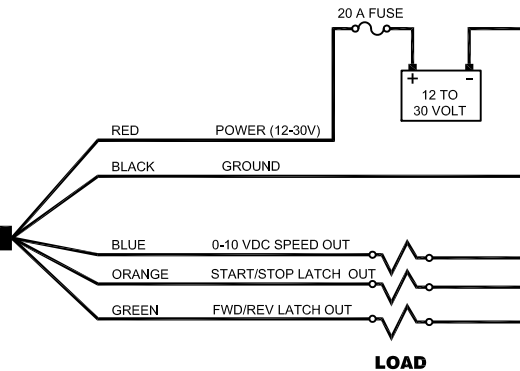 20 A FUSE
+ -
12 TO
30 VOLT
RED POWER (12-30V)
BLACK GROUND
BLUE 0-10 VDC SPEED OUT
ORANGE START/STOP LATCH OUT
GREEN FWD/REV LATCH OUT
LOAD